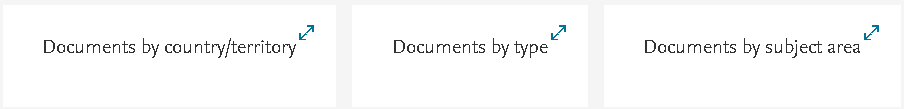 Documents by country/territory
Documents by type
Documents by subject area